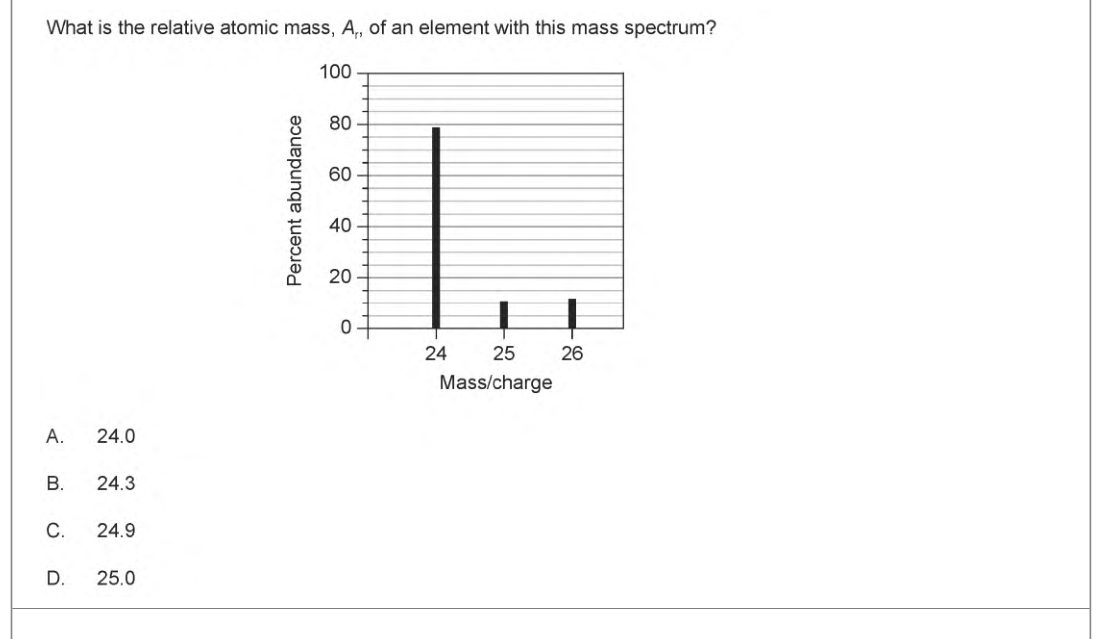 What is the relative atomic mass, Ar, of an element with this mass spectrum?
100
80
60
40
20
0
Percent abundance
24 25 26
Mass/charge
A. 24.0
B. 24.3
C. 24.9
D. 25.0